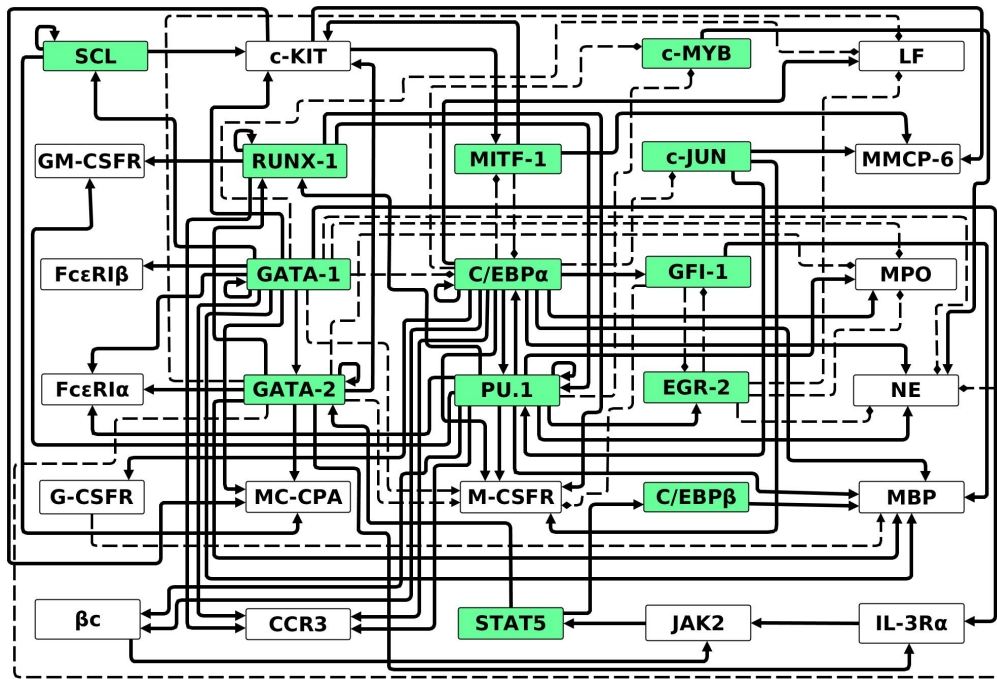 SCL
c-KIT
c-MYB
LF
GM-CSFR
RUNX-1
MITF-1
c-JUN
MMCP-6
FcεRIβ
GATA-1
C/EBPα
GFI-1
MPO
FcεRIα
GATA-2
PU.1
EGR-2
NE
G-CSFR
MC-CPA
M-CSFR
C/EBPβ
MBP
βc
CCR3
STAT5
JAK2
IL-3Rα